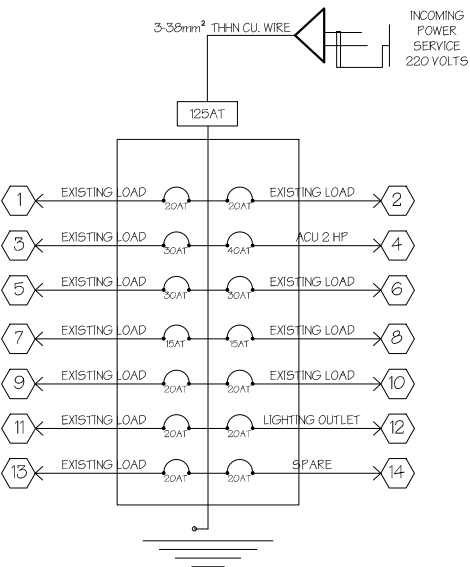 3-38mm² THHN CU. WIRE
INCOMING
POWER
SERVICE
220 VOLTS
125AT
1 EXISTING LOAD 20AT 20AT EXISTING LOAD 2
3 EXISTING LOAD 30AT 40AT ACU 2 HP 4
5 EXISTING LOAD 30AT 30AT EXISTING LOAD 6
7 EXISTING LOAD 15AT 15AT EXISTING LOAD 8
9 EXISTING LOAD 20AT 20AT EXISTING LOAD 10
11 EXISTING LOAD 20AT 20AT LIGHTING OUTLET 12
13 EXISTING LOAD 20AT 20AT SPARE 14